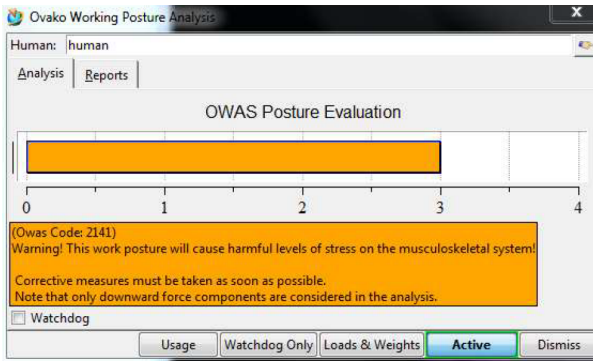 Ovako Working Posture Analysis
X
Human: human
Analysis Reports
OWAS Posture Evaluation
0 1 2 3 4
(Owas Code: 2141)
Warning! This work posture will cause harmful levels of stress on the musculoskeletal system!
Corrective measures must be taken as soon as possible.
Note that only downward force components are considered in the analysis.
Watchdog
Usage Watchdog Only Loads & Weights Active Dismiss